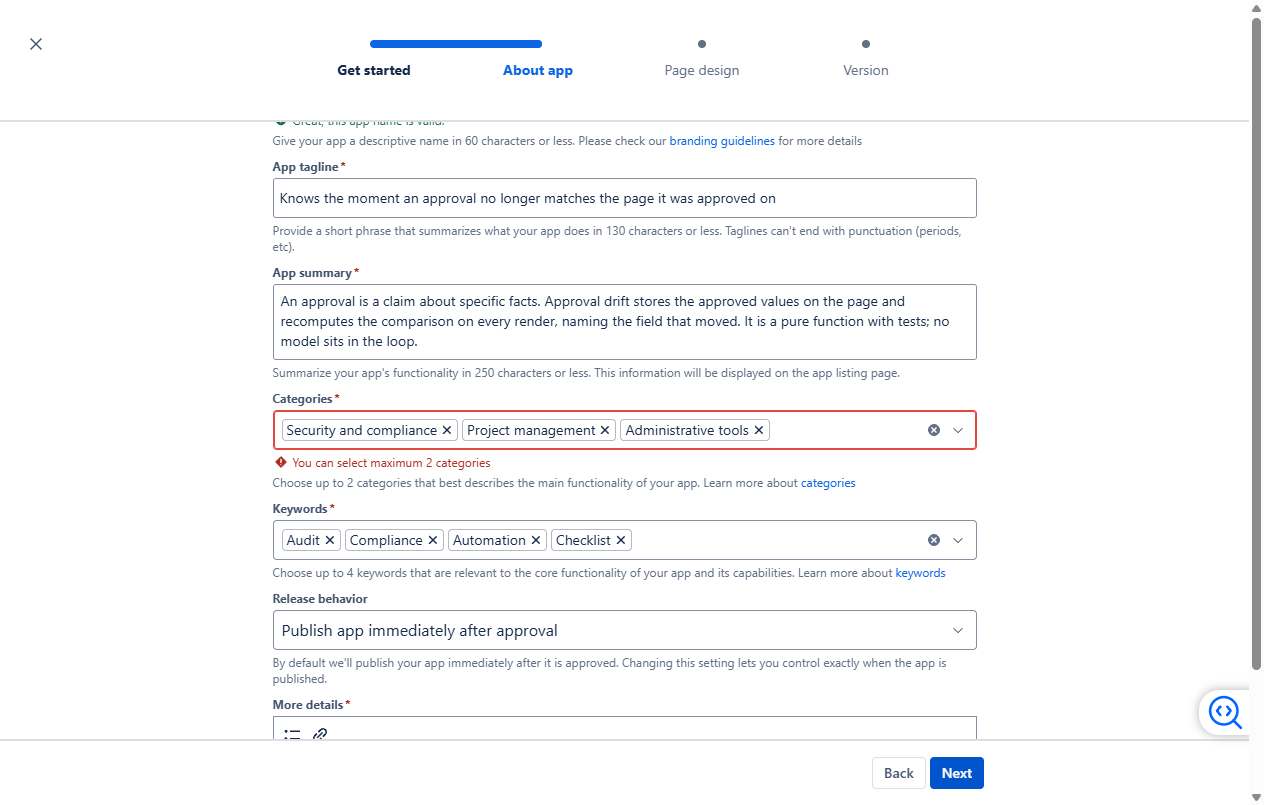 Get started
About app
Page design
Version
Great, this app name is valid.
Give your app a descriptive name in 60 characters or less. Please check our branding guidelines for more details
App tagline*
Knows the moment an approval no longer matches the page it was approved on
Provide a short phrase that summarizes what your app does in 130 characters or less. Taglines can't end with punctuation (periods,
etc).
App summary*
An approval is a claim about specific facts. Approval drift stores the approved values on the page and
recomputes the comparison on every render, naming the field that moved. It is a pure function with tests; no
model sits in the loop.
Summarize your app's functionality in 250 characters or less. This information will be displayed on the app listing page.
Categories*
Security and compliance Project management Administrative tools
You can select maximum 2 categories
Choose up to 2 categories that best describes the main functionality of your app. Learn more about categories
Keywords*
Audit Compliance Automation Checklist
Choose up to 4 keywords that are relevant to the core functionality of your app and its capabilities. Learn more about keywords
Release behavior
Publish app immediately after approval
By default we'll publish your app immediately after it is approved. Changing this setting lets you control exactly when the app is
published.
More details*
Back
Next